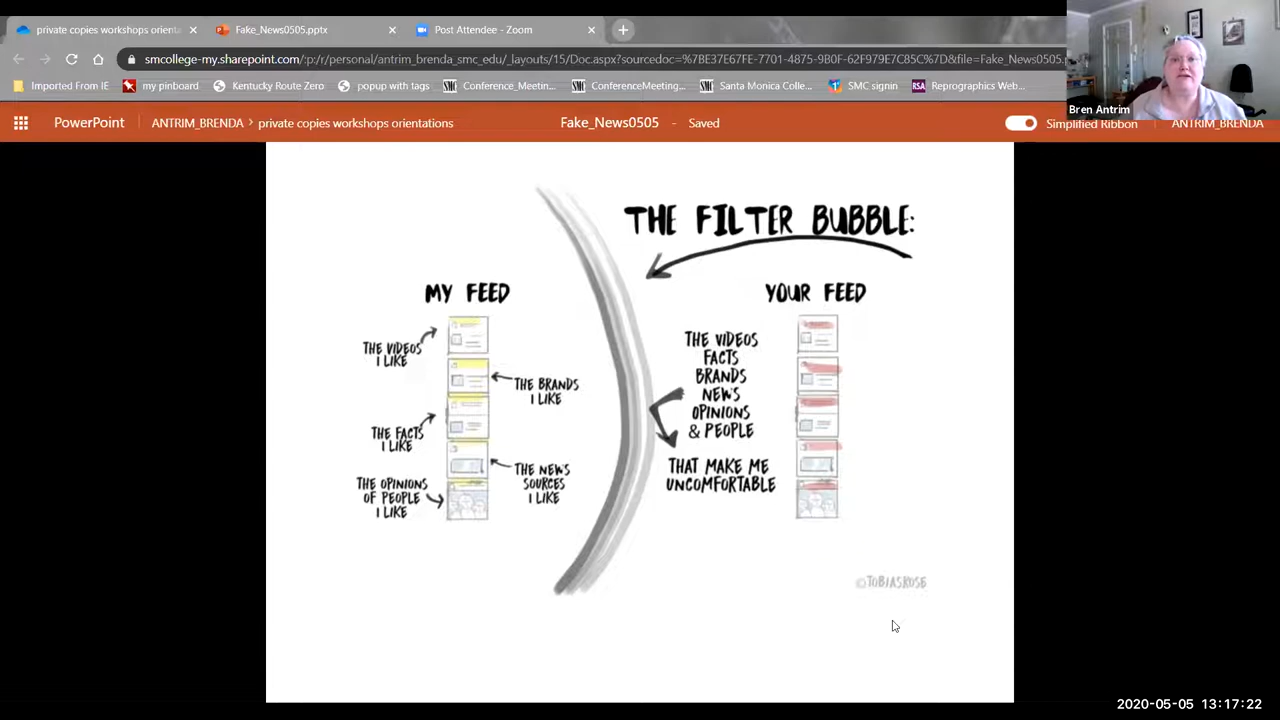 private copies workshops orienta
Fake_News0505.pptx
Post Attendee - Zoom
smcollege-my.sharepoint.com/:p:/r/personal/antrim_brenda_smc_edu/_layouts/15/Doc.aspx?sourcedoc=%7BE37E67FE-7701-4875-9B0F-62F979E7C85C%7D&file=Fake_News0505.
Imported From IE
my pinboard
Kentucky Route Zero
popup with tags
Conference_Meetin...
ConferenceMeeting...
Santa Monica Colle...
SMC signin
RSA Reprographics Web...
Bren Antrim
PowerPoint
ANTRIM_BRENDA > private copies workshops orientations
Fake_News0505 - Saved
Simplified Ribbon
ANTRIM_BRENDA
THE FILTER BUBBLE:
MY FEED
THE VIDEOS
I LIKE
THE BRANDS
I LIKE
THE FACTS
I LIKE
THE NEWS
SOURCES
I LIKE
THE OPINIONS
OF PEOPLE
I LIKE
YOUR FEED
THE VIDEOS
FACTS
BRANDS
NEWS
OPINIONS
& PEOPLE
THAT MAKE ME
UNCOMFORTABLE
©TOBIASROSE
2020-05-05 13:17:22